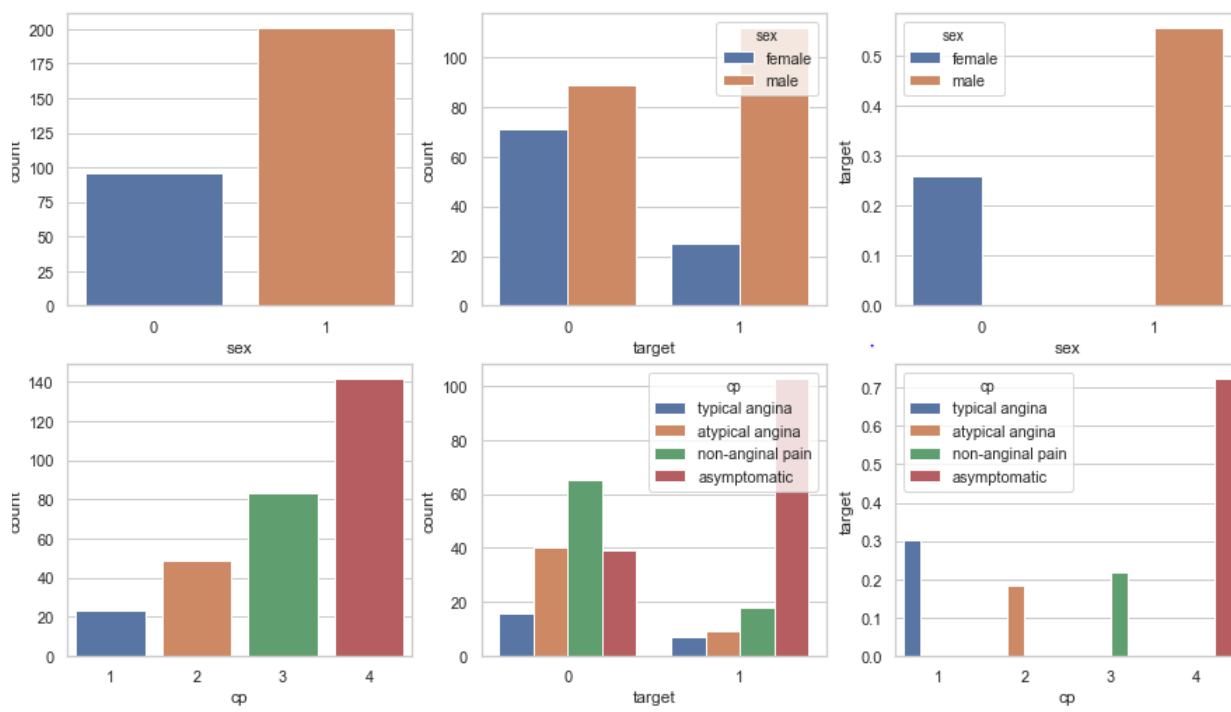 200
175
150
125
100
75
50
25
0
count
0 1
sex
100
80
60
40
20
0
count
sex
female
male
0 1
target
0.5
0.4
0.3
0.2
0.1
0.0
target
sex
female
male
0 1
sex
140
120
100
80
60
40
20
0
count
1 2 3 4
cp
100
80
60
40
20
0
count
cp
typical angina
atypical angina
non-anginal pain
asymptomatic
0 1
target
0.7
0.6
0.5
0.4
0.3
0.2
0.1
0.0
target
cp
typical angina
atypical angina
non-anginal pain
asymptomatic
1 2 3 4
cp